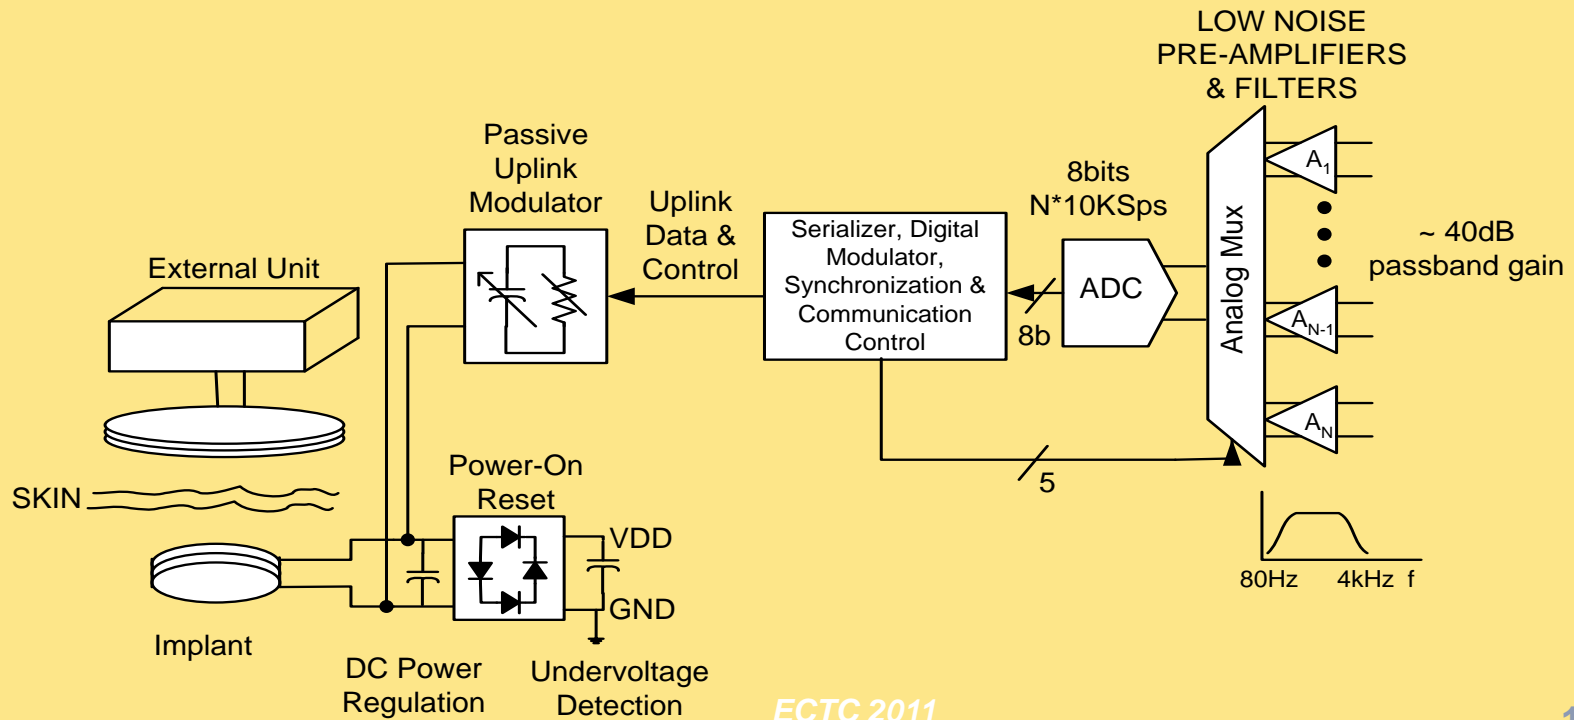 LOW NOISE
PRE-AMPLIFIERS
& FILTERS
Passive
Uplink
Modulator
Uplink
Data &
Control
8bits
N*10KSps
Serializer, Digital
Modulator,
Synchronization &
Communication
Control
ADC
8b
Analog Mux
A1
AN-1
AN
~ 40dB
passband gain
External Unit
5
SKIN
Power-On
Reset
VDD
GND
80Hz
4kHz f
Implant
DC Power
Regulation
Undervoltage
Detection
ECTC 2011